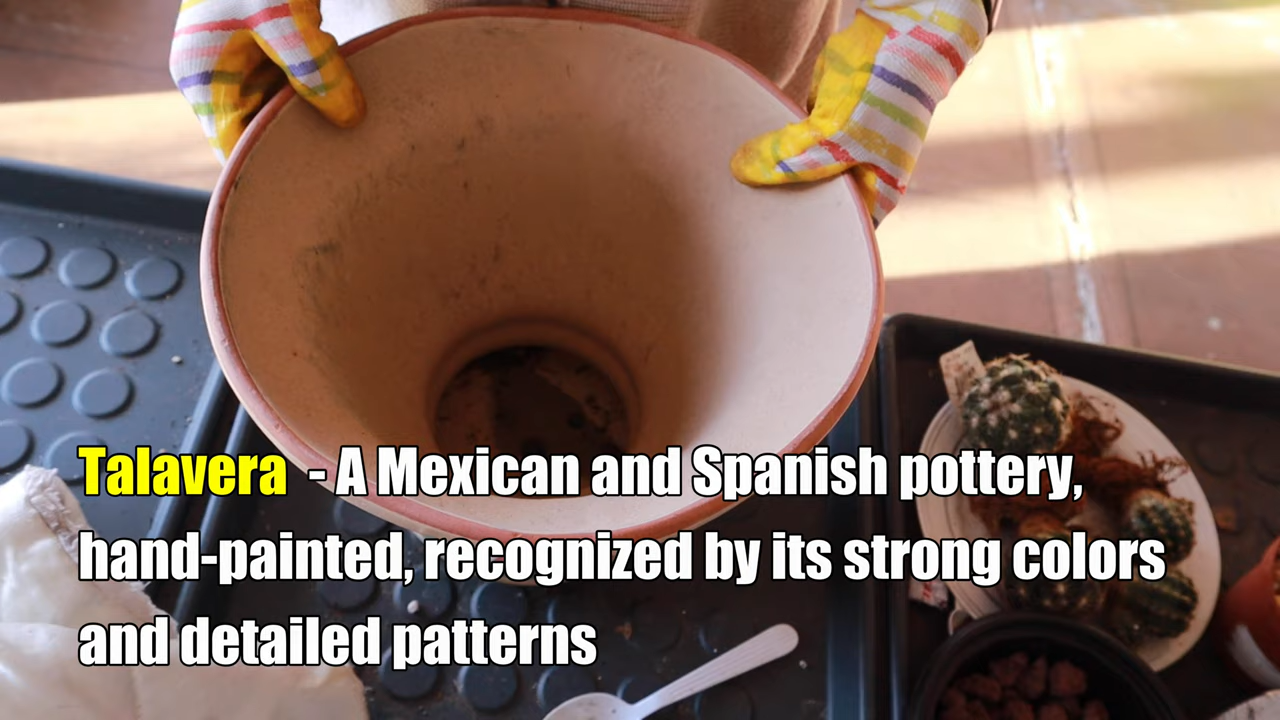 Talavera - A Mexican and Spanish pottery,
hand-painted, recognized by its strong colors
and detailed patterns